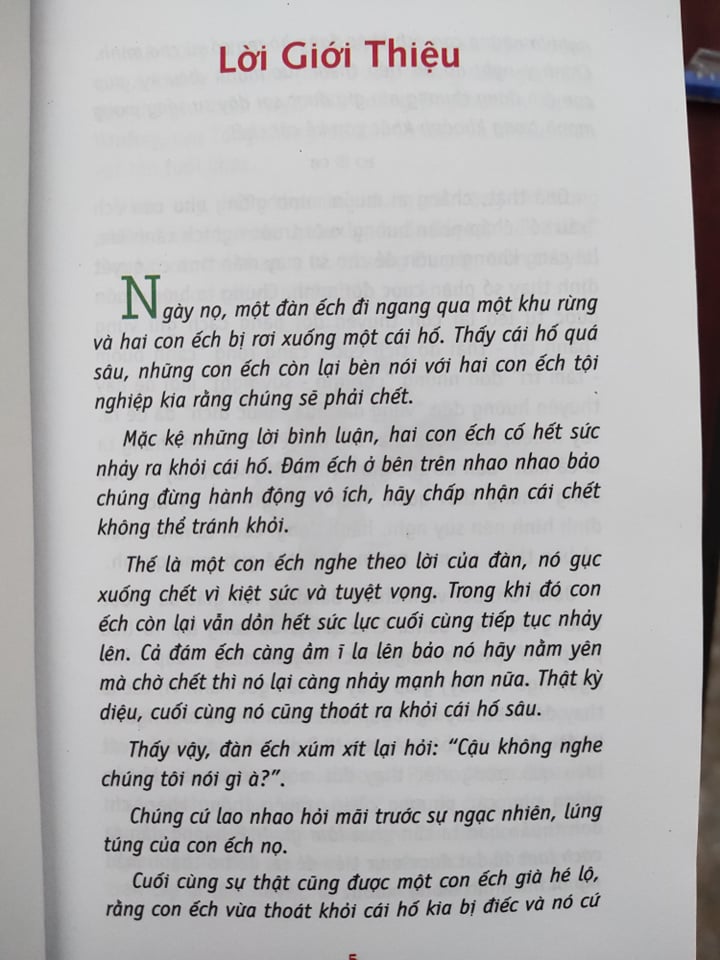 Lời Giới Thiệu
Ngày nọ, một đàn ếch đi ngang qua một khu rừng
và hai con ếch bị rơi xuống một cái hố. Thấy cái hố quá
sâu, những con ếch còn lại bèn nói với hai con ếch tội
nghiệp kia rằng chúng sẽ phải chết.
Mặc kệ những lời bình luận, hai con ếch cố hết sức
nhảy ra khỏi cái hố. Đám ếch ở bên trên nhao nhao bảo
chúng đừng hành động vô ích, hãy chấp nhận cái chết
không thể tránh khỏi.
Thế là một con ếch nghe theo lời của đàn, nó gục
xuống chết vì kiệt sức và tuyệt vọng. Trong khi đó con
ếch còn lại vẫn dồn hết sức lực cuối cùng tiếp tục nhảy
lên. Cả đám ếch càng ầm ĩ la lên bảo nó hãy nằm yên
mà chờ chết thì nó lại càng nhảy mạnh hơn nữa. Thật kỳ
diệu, cuối cùng nó cũng thoát ra khỏi cái hố sâu.
Thấy vậy, đàn ếch xúm xít lại hỏi: “Cậu không nghe
chúng tôi nói gì à?”.
Chúng cứ lao nhao hỏi mãi trước sự ngạc nhiên, lúng
túng của con ếch nọ.
Cuối cùng sự thật cũng được một con ếch già hé lộ,
rằng con ếch vừa thoát khỏi cái hố kia bị điếc và nó cứ
5